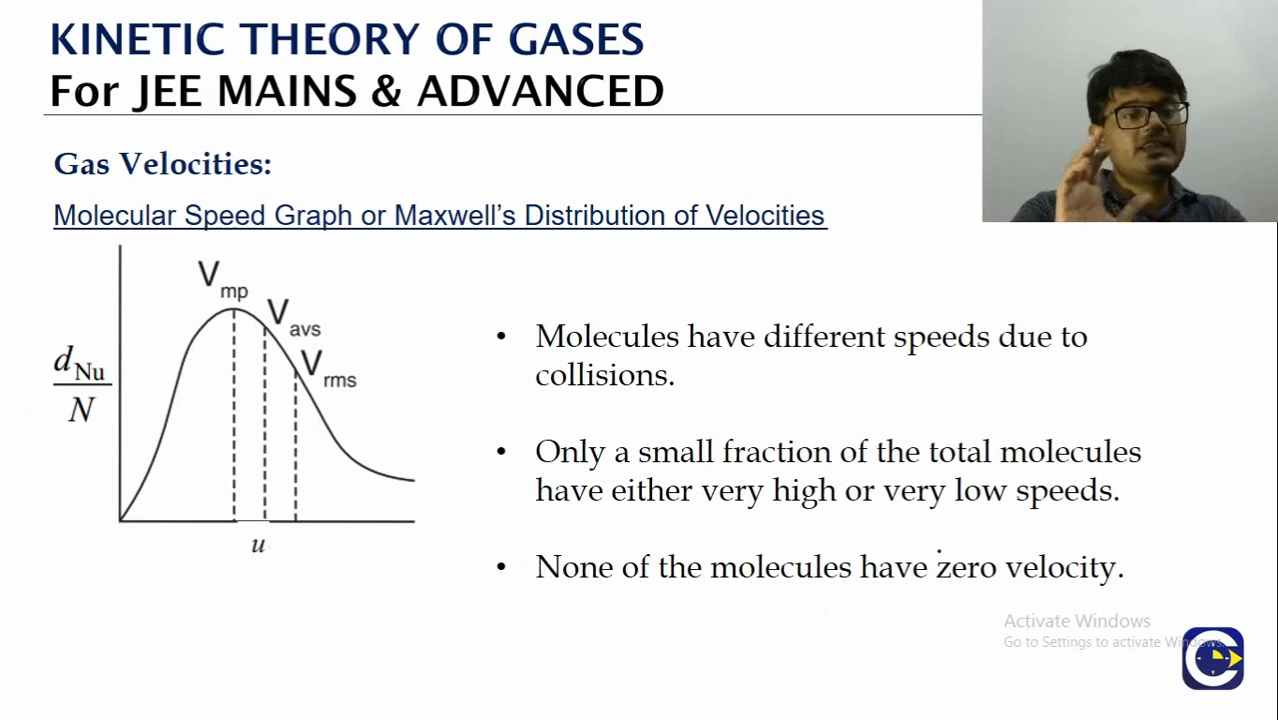 KINETIC THEORY OF GASES
For JEE MAINS & ADVANCED
Gas Velocities:
Molecular Speed Graph or Maxwell's Distribution of Velocities
V mp
V avs
V rms
d Nu
N
u
• Molecules have different speeds due to
collisions.
• Only a small fraction of the total molecules
have either very high or very low speeds.
• None of the molecules have zero velocity.
Activate Windows
Go to Settings to activate Windows.